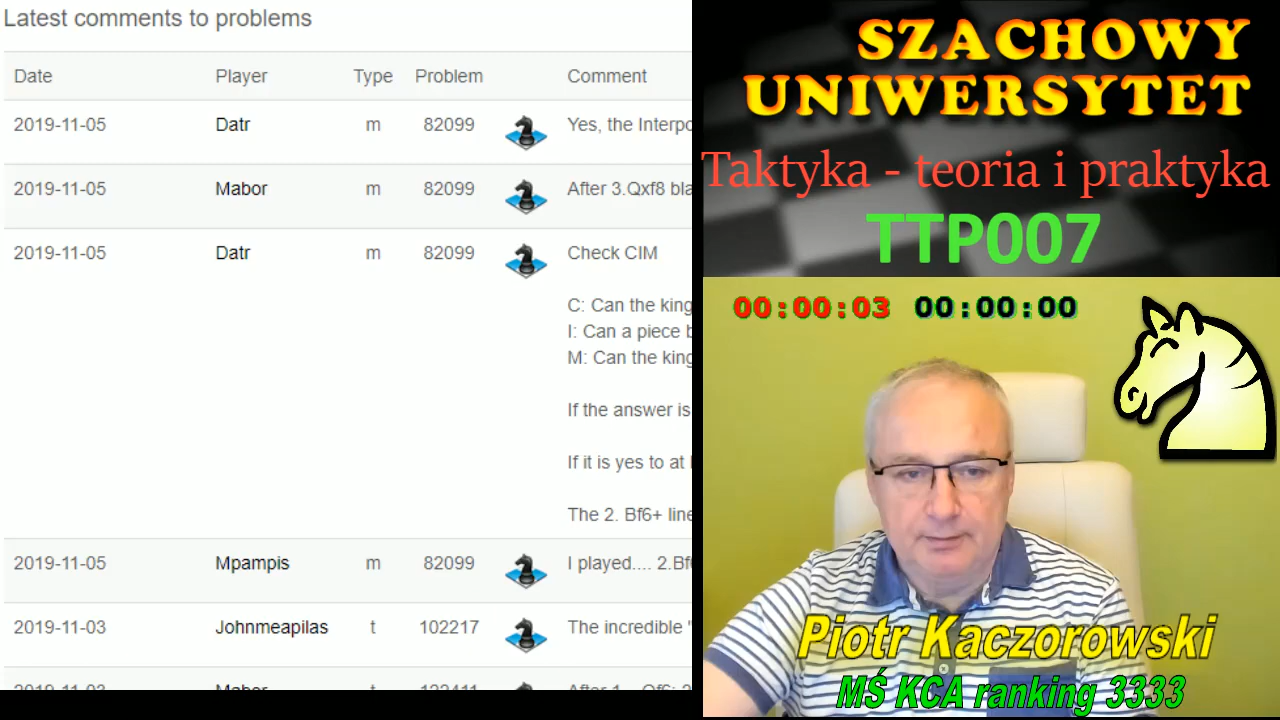 Latest comments to problems
Date Player Type Problem Comment
2019-11-05 Datr m 82099 Yes, the
2019-11-05 Mabor m 82099 After 3.Qxf8
2019-11-05 Datr m 82099 Check CIM
C: Can the king
I: Can a piece
M: Can the king
If the answer is
If it is yes to at
The 2. Bf6+ line
2019-11-05 Mpampis m 82099 I played....
2019-11-03 Johnmeapilas t 102217 The incredible "
SZACHOWY
UNIWERSYTET
Taktyka - teoria i praktyka
TTP007
00:00:03 00:00:00
Piotr Kaczorowski
MŚ KCA ranking 3333